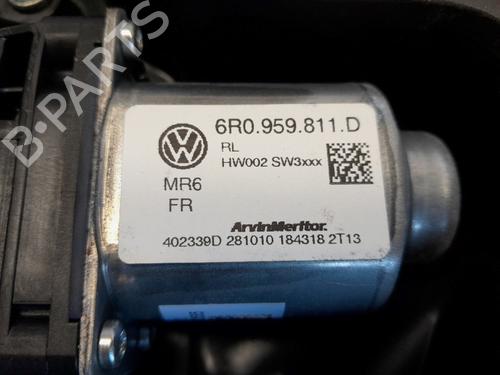 B-PARTS
6R0.959.811.D
RL
HW002 SW3xxx
MR6
FR
ArvinMeritor.
402339D 281010 184318 2T13